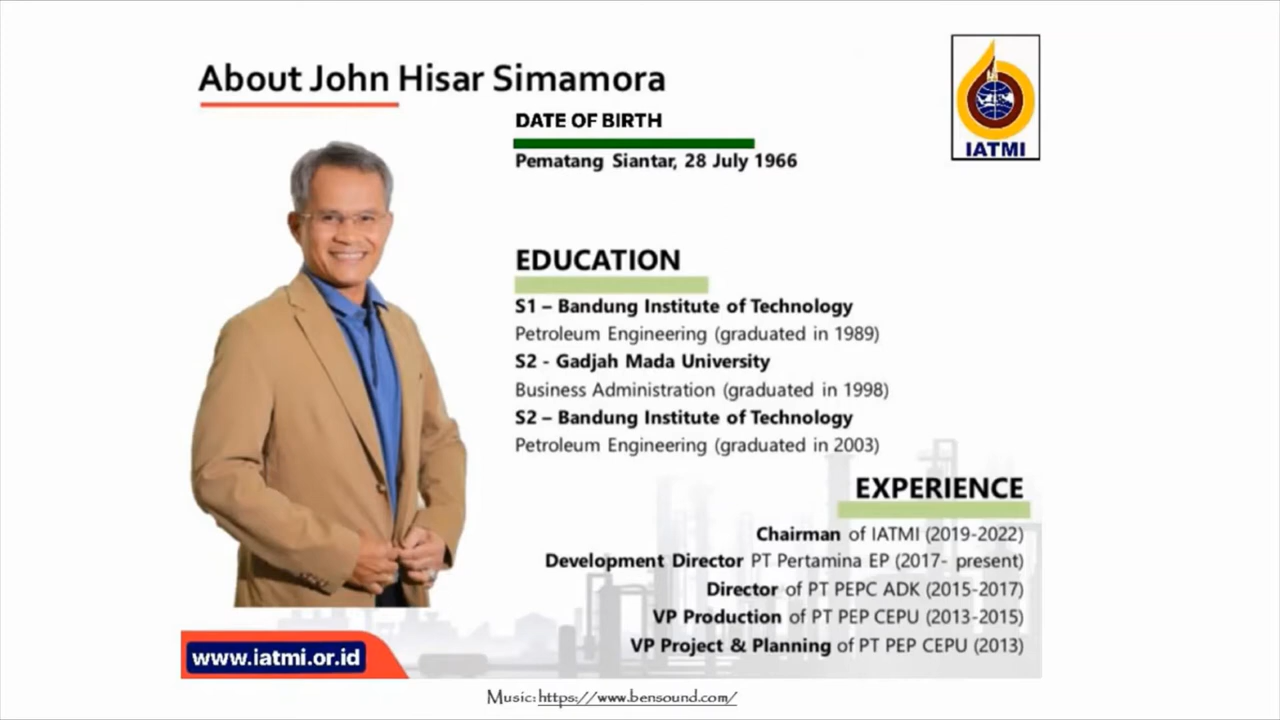 About John Hisar Simamora
IATMI
DATE OF BIRTH
Pematang Siantar, 28 July 1966
EDUCATION
S1 – Bandung Institute of Technology
Petroleum Engineering (graduated in 1989)
S2 - Gadjah Mada University
Business Administration (graduated in 1998)
S2 – Bandung Institute of Technology
Petroleum Engineering (graduated in 2003)
EXPERIENCE
Chairman of IATMI (2019-2022)
Development Director PT Pertamina EP (2017- present)
Director of PT PEPC ADK (2015-2017)
VP Production of PT PEP CEPU (2013-2015)
VP Project & Planning of PT PEP CEPU (2013)
www.iatmi.or.id
Music: https://www.bensound.com/